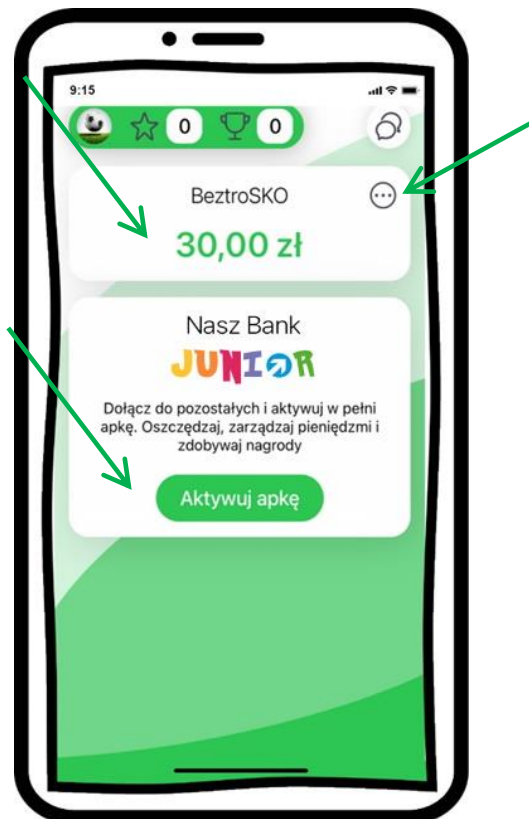 9:15
0 0
BeztroSKO
30,00 zł
Nasz Bank
JUNIOR
Dołącz do pozostałych i aktywuj w pełni
apkę. Oszczędzaj, zarządzaj pieniędzmi i
zdobywaj nagrody
Aktywuj apkę